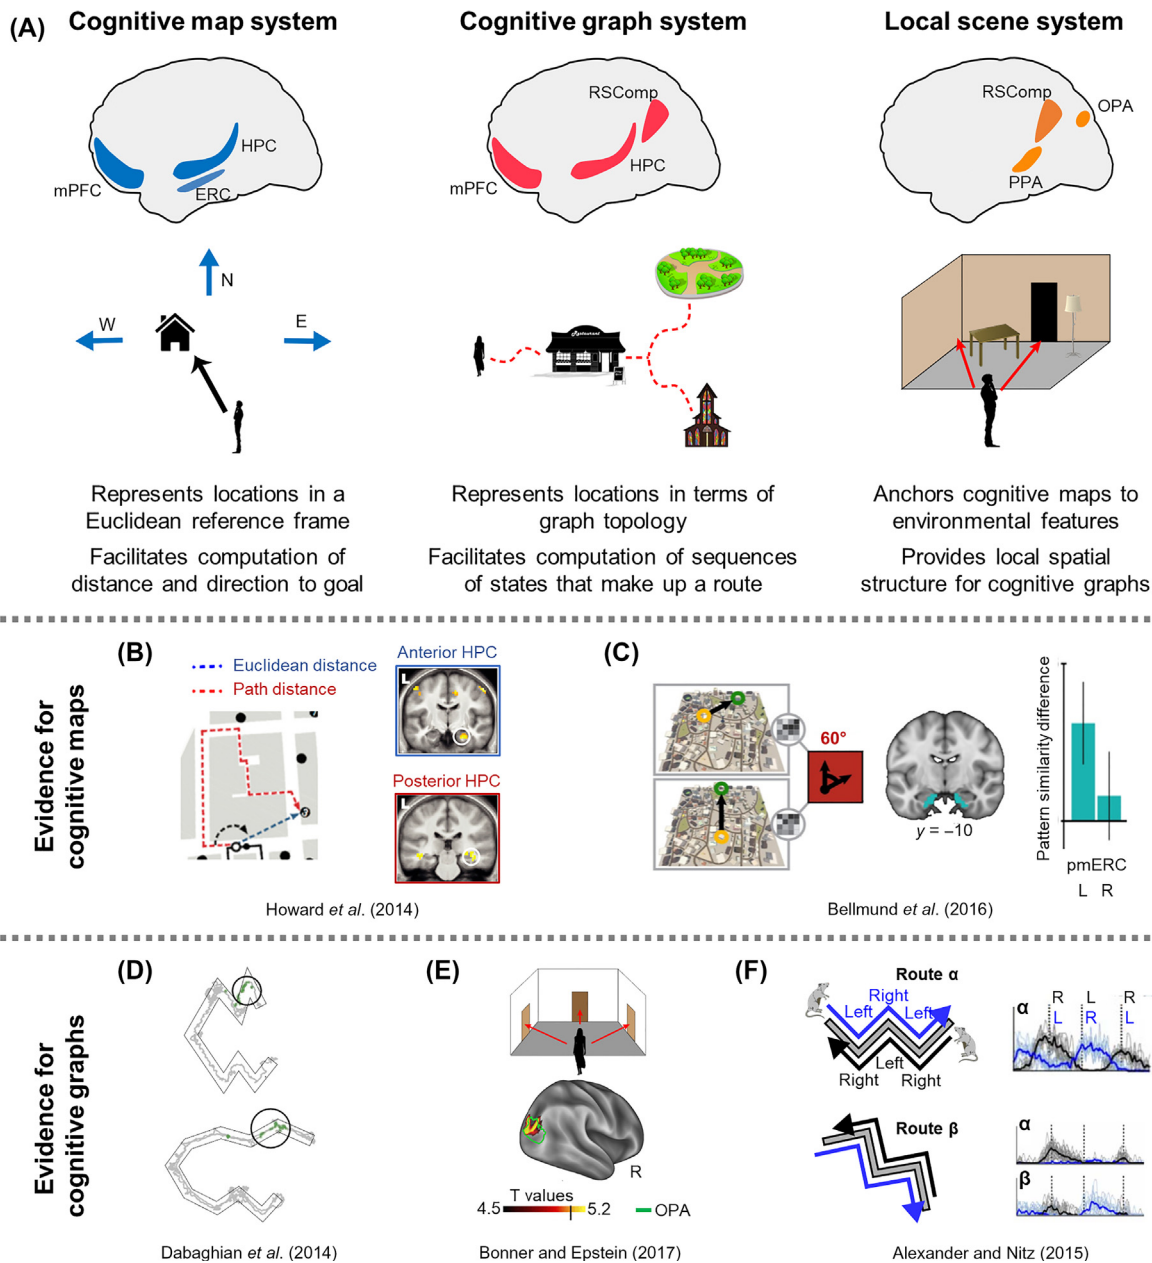 (A)
Cognitive map system
Cognitive graph system
Local scene system
RSComp
RSComp
OPA
HPC
HPC
mPFC
ERC
mPFC
PPA
N
W
E
Restaurant
Represents locations in a
Euclidean reference frame
Facilitates computation of
distance and direction to goal
Represents locations in terms of
graph topology
Facilitates computation of sequences
of states that make up a route
Anchors cognitive maps to
environmental features
Provides local spatial
structure for cognitive graphs
Evidence for
cognitive maps
(B)
Euclidean distance
Path distance
Anterior HPC
L
Posterior HPC
L
Howard et al. (2014)
(C)
60°
y = −10
Pattern similarity difference
pmERC
L R
Bellmund et al. (2016)
Evidence for
cognitive graphs
(D)
Dabaghian et al. (2014)
(E)
R
T values
4.5
5.2
OPA
Bonner and Epstein (2017)
(F)
Route α
Right
Left
Left
Left
Right
Right
Route β
R L R
L R L
α
α
β
Alexander and Nitz (2015)